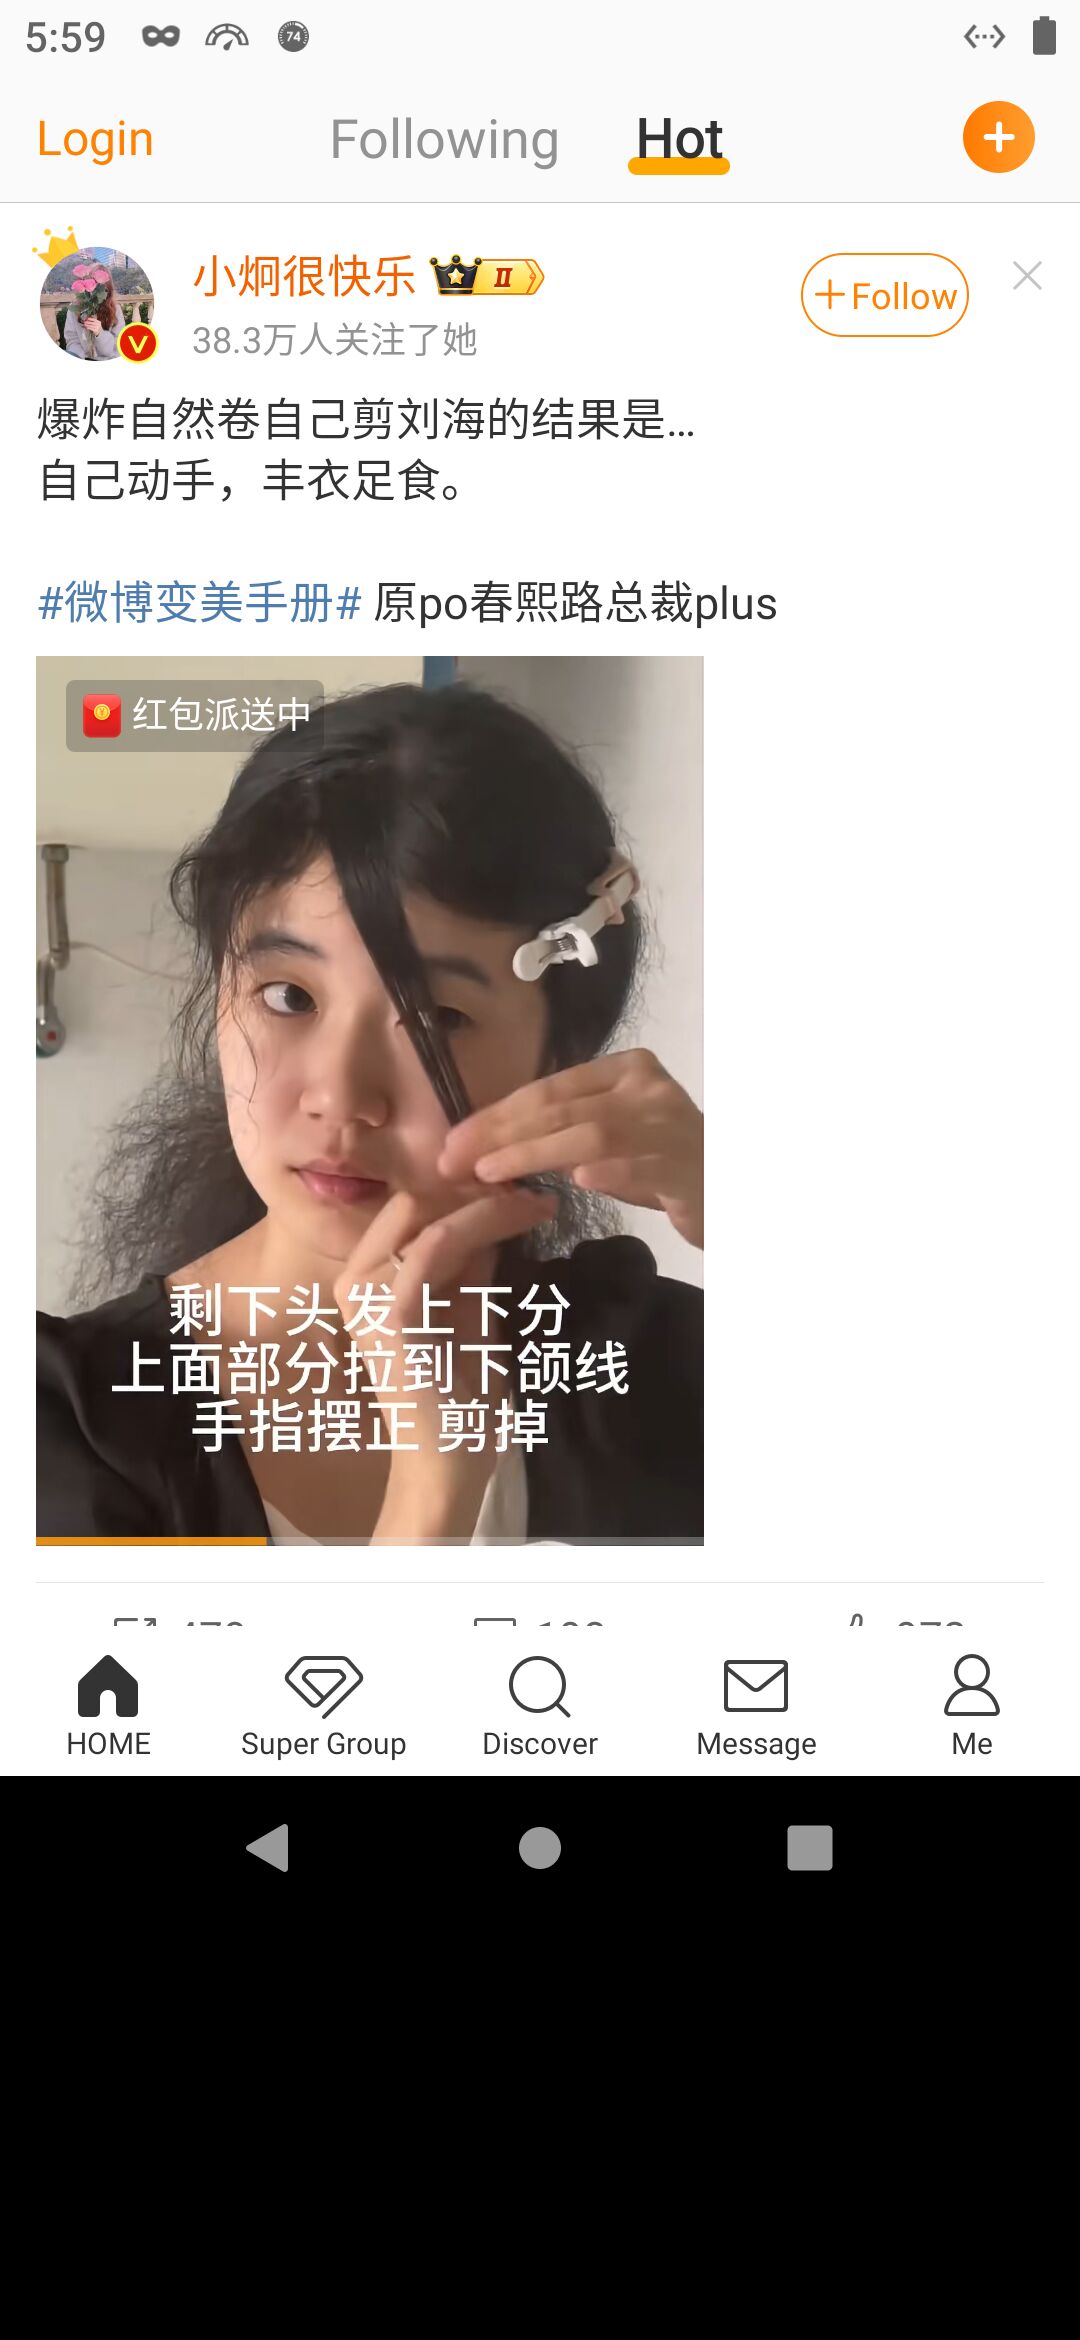 5:59
74
Login
Following
Hot
小炯很快乐
II
+Follow
38.3万人关注了她
爆炸自然卷自己剪刘海的结果是...
自己动手，丰衣足食。
#微博变美手册# 原po春熙路总裁plus
红包派送中
剩下头发上下分
上面部分拉到下颌线
手指摆正 剪掉
HOME
Super Group
Discover
Message
Me